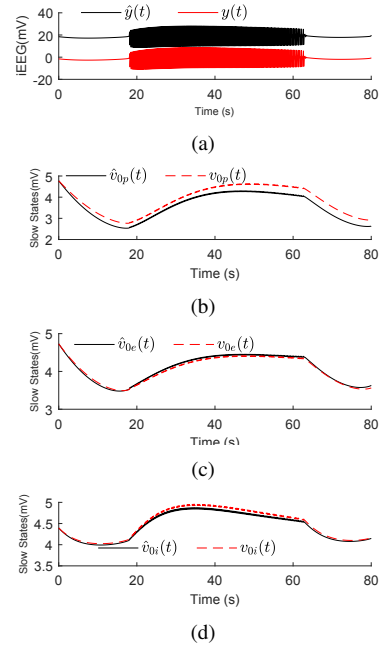 ŷ(t) y(t)
iEEG
60
40
20
0
-20
0 20 40 60 80
Time (s)
(a)
v̂₀ₚ(t) v₀ₚ(t)
Slow States(mV)
5
4
3
2
0 20 40 60 80
Time (s)
(b)
v̂₀ₑ(t) v₀ₑ(t)
Slow States(mV)
5
4
3
0 20 40 60 80
Time (s)
(c)
Slow States(mV)
5
4.5
4
3.5
v̂₀ᵢ(t) v₀ᵢ(t)
0 20 40 60 80
Time (s)
(d)